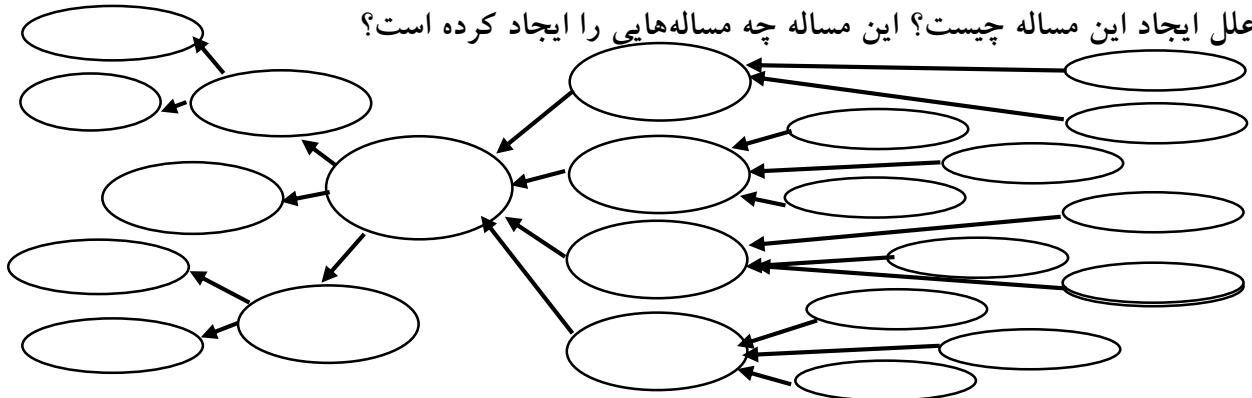 علل ایجاد این مساله چیست؟ این مساله چه مساله‌هایی را ایجاد کرده است؟